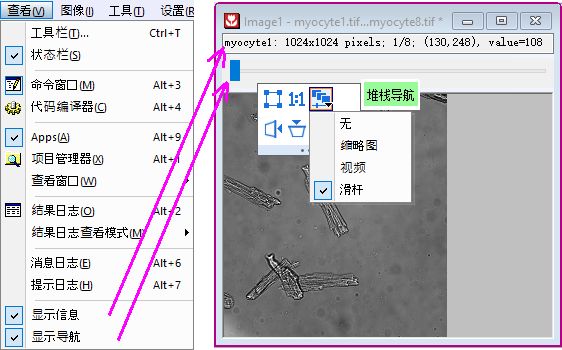 查看(V) 图像(I) 工具(T) 设置(
工具栏(T)... Ctrl+T
状态栏(S)
命令窗口(M) Alt+3
代码编译器(C) Alt+4
Apps(A) Alt+9
项目管理器(X) Alt+1
查看窗口(W)
结果日志(O) Alt+2
结果日志查看模式(M)
消息日志(E) Alt+6
提示日志(H) Alt+7
显示信息
显示导航
Image1 - myocyte1.tif...myocyte8.tif *
myocyte1: 1024x1024 pixels; 1/8; (130,248), value=108
1:1
堆栈导航
无
缩略图
视频
滑杆